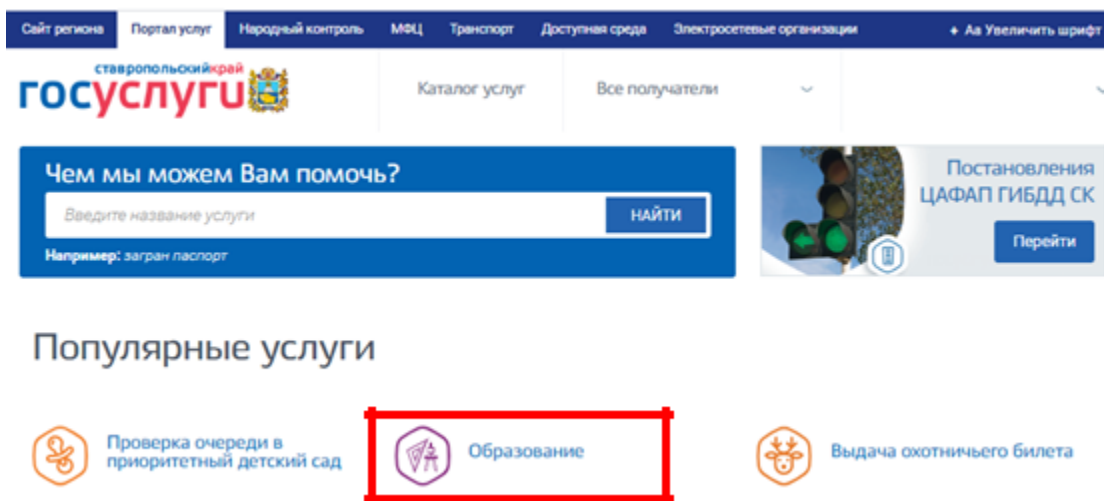 Сайт региона Портал услуг Народный контроль МФЦ Транспорт Доступная среда Электросетевые организации + Аа Увеличить шрифт
ставропольскийкрай
госуслуги
Каталог услуг Все получатели
Чем мы можем Вам помочь?
Введите название услуги НАЙТИ
Например: загран паспорт
Постановления
ЦАФАП ГИБДД СК
Перейти
Популярные услуги
Проверка очереди в
приоритетный детский сад
Образование
Выдача охотничьего билета